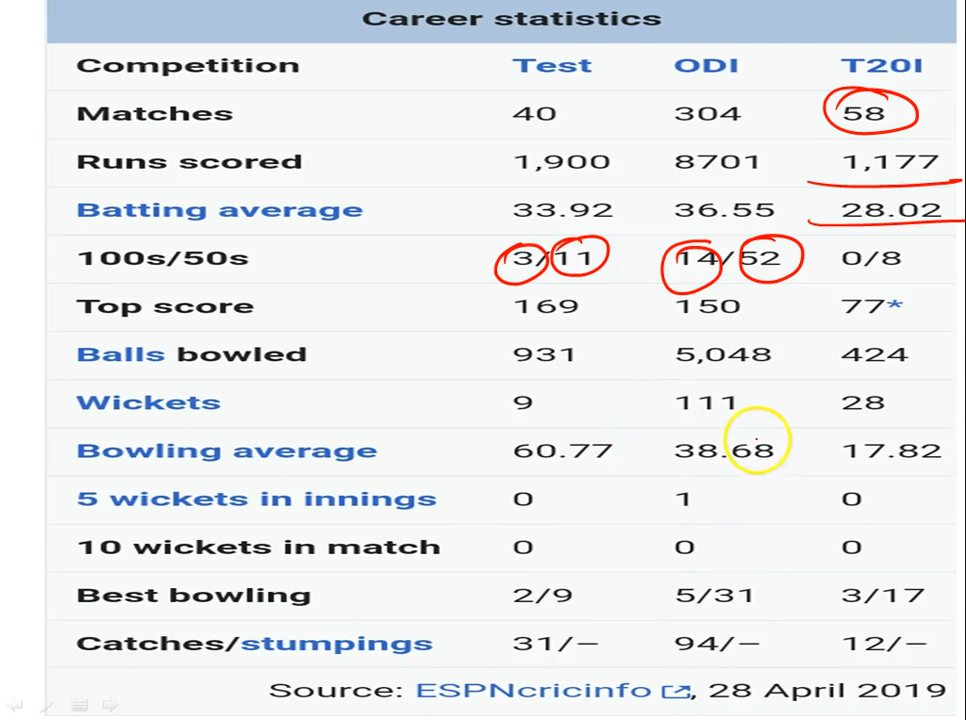 Career statistics
Competition Test ODI T20I
Matches 40 304 58
Runs scored 1,900 8701 1,177
Batting average 33.92 36.55 28.02
100s/50s 3/11 14/52 0/8
Top score 169 150 77*
Balls bowled 931 5,048 424
Wickets 9 111 28
Bowling average 60.77 38.68 17.82
5 wickets in innings 0 1 0
10 wickets in match 0 0 0
Best bowling 2/9 5/31 3/17
Catches/stumpings 31/– 94/– 12/–
Source: ESPNcricinfo, 28 April 2019